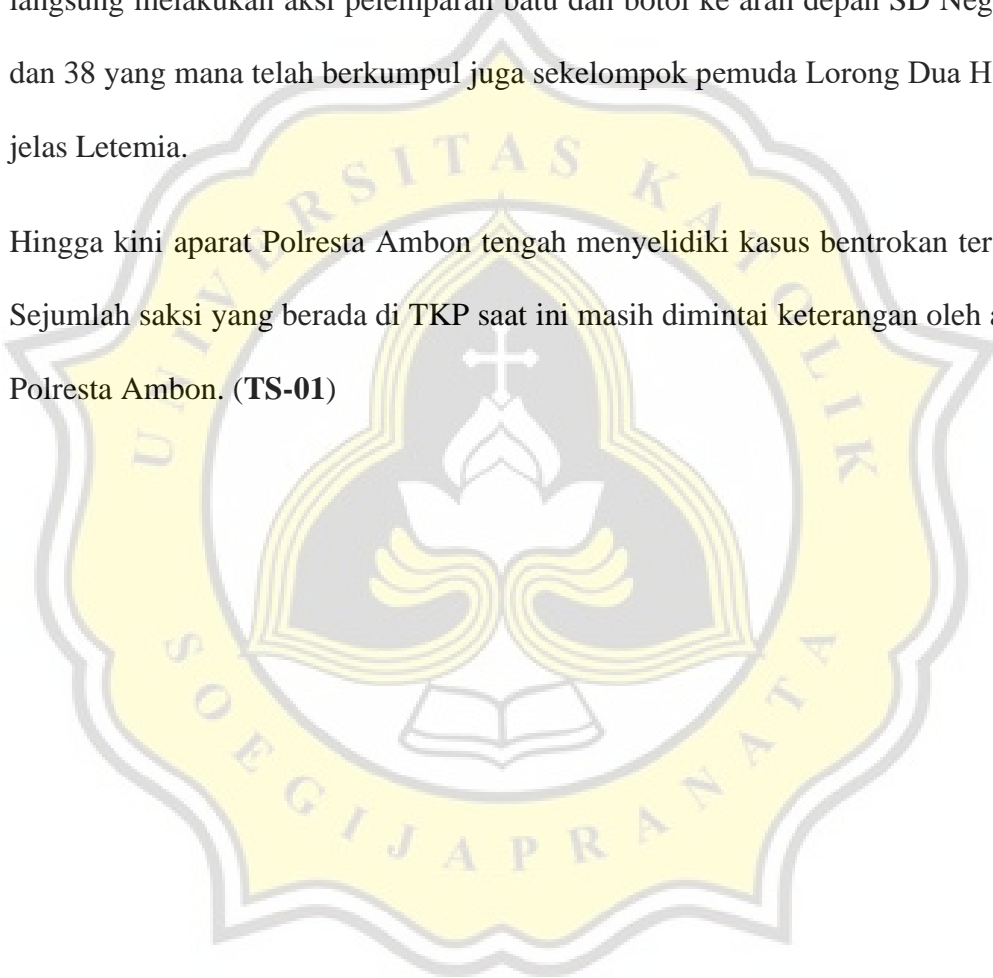 langsung melakukan aksi pelemparan batu dan botol ke arah depan SD Neg
dan 38 yang mana telah berkumpul juga sekelompok pemuda Lorong Dua H
jelas Letemia.
Hingga kini aparat Polresta Ambon tengah menyelidiki kasus bentrokan ter
Sejumlah saksi yang berada di TKP saat ini masih dimintai keterangan oleh a
Polresta Ambon. (TS-01)
UNIVERSITAS KATOLIK
SOEGIJAPRANATA